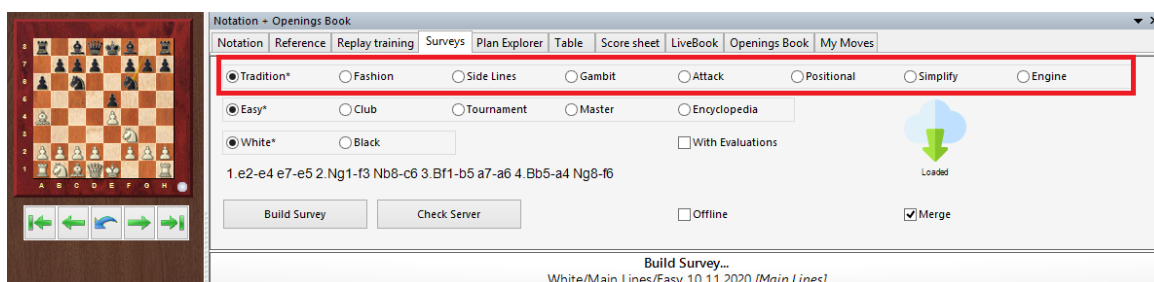 Notation + Openings Book
Notation Reference Replay training Surveys Plan Explorer Table Score sheet LiveBook Openings Book My Moves
Tradition* Fashion Side Lines Gambit Attack Positional Simplify Engine
Easy* Club Tournament Master Encyclopedia
White* Black With Evaluations
1.e2-e4 e7-e5 2.Ng1-f3 Nb8-c6 3.Bf1-b5 a7-a6 4.Bb5-a4 Ng8-f6
Loaded
Build Survey Check Server Offline Merge
Build Survey...
White/Main Lines/Easy 10.11.2020 [Main Lines]
8
7
6
5
4
3
2
1
A B C D E F G H